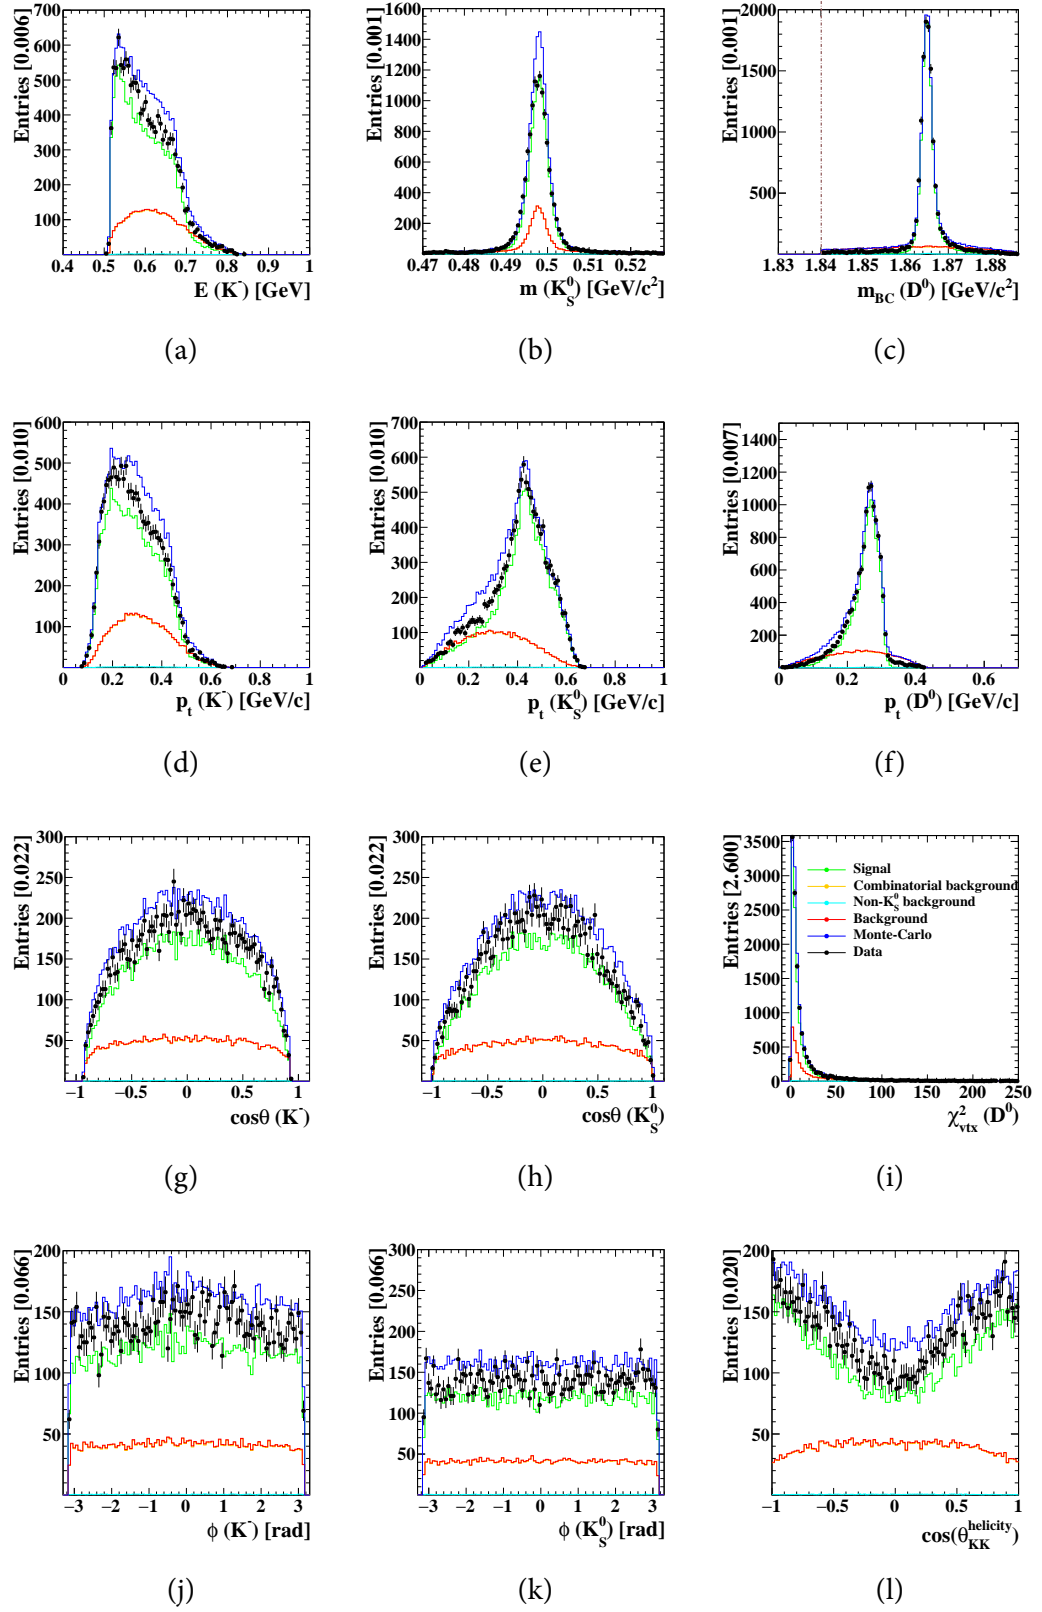 Entries [0.006]
700
600
500
400
300
200
100
0.4 0.5 0.6 0.7 0.8 0.9 1
E (K⁻) [GeV]
(a)
Entries [0.001]
1600
1400
1200
1000
800
600
400
200
0.47 0.48 0.49 0.5 0.51 0.52
m (K⁰_S) [GeV/c²]
(b)
Entries [0.001]
2000
1500
1000
500
1.83 1.84 1.85 1.86 1.87 1.88
m_BC (D⁰) [GeV/c²]
(c)
Entries [0.010]
600
500
400
300
200
100
0 0.2 0.4 0.6 0.8 1
p_t (K⁻) [GeV/c]
(d)
Entries [0.010]
700
600
500
400
300
200
100
0 0.2 0.4 0.6 0.8 1
p_t (K⁰_S) [GeV/c]
(e)
Entries [0.007]
1400
1200
1000
800
600
400
200
0 0.2 0.4 0.6
p_t (D⁰) [GeV/c]
(f)
Entries [0.022]
300
250
200
150
100
50
−1 −0.5 0 0.5 1
cosθ (K⁻)
(g)
Entries [0.022]
300
250
200
150
100
50
−1 −0.5 0 0.5 1
cosθ (K⁰_S)
(h)
Entries [2.600]
3500
3000
2500
2000
1500
1000
500
0
Signal
Combinatorial background
Non-K⁰_S background
Background
Monte-Carlo
Data
0 50 100 150 200 250
χ²_vtx (D⁰)
(i)
Entries [0.066]
200
150
100
50
−3 −2 −1 0 1 2 3
ϕ (K⁻) [rad]
(j)
Entries [0.066]
300
250
200
150
100
50
−3 −2 −1 0 1 2 3
ϕ (K⁰_S) [rad]
(k)
Entries [0.020]
200
150
100
50
−1 −0.5 0 0.5 1
cos(θ^helicity_KK)
(l)